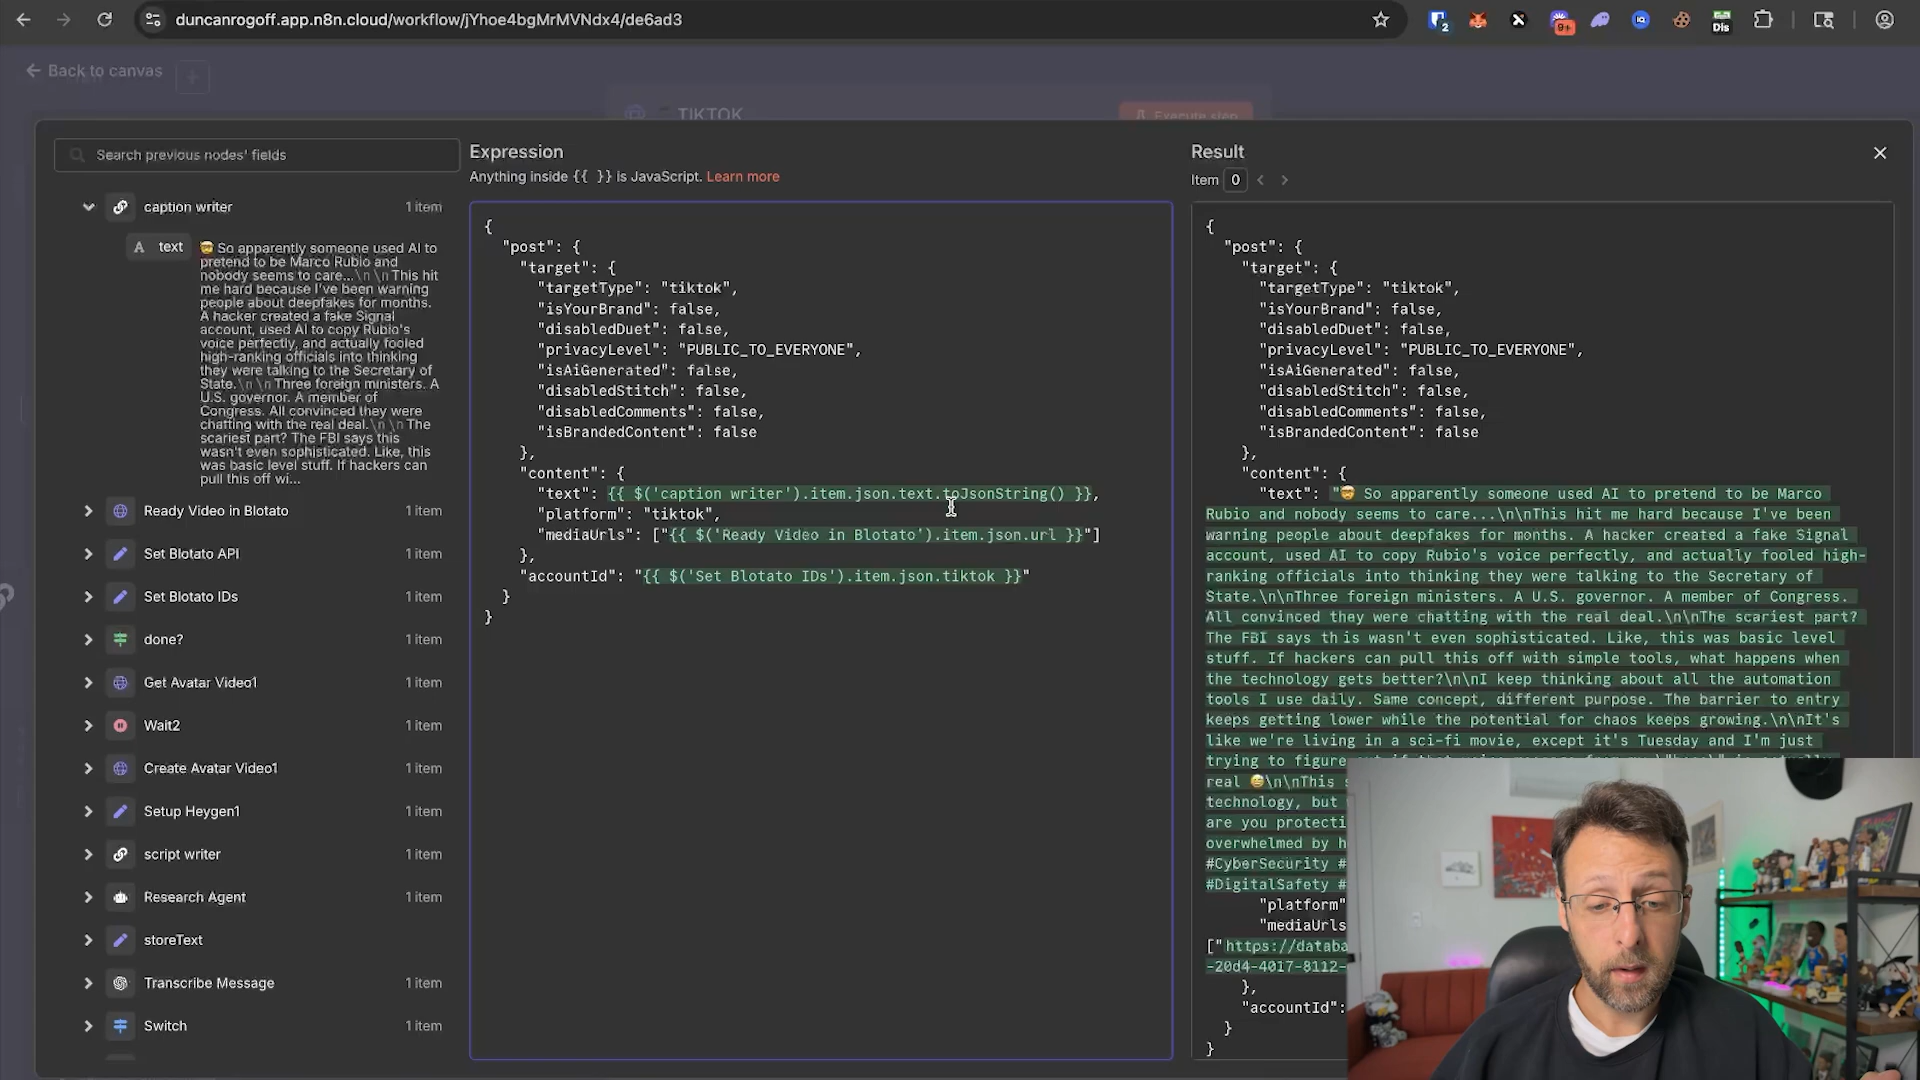 duncanrogoff.app.n8n.cloud/workflow/jYhoe4bgMrMVNdx4/de6ad3
2
9+
Dis
Back to canvas
TIKTOK
Execute step
Search previous nodes' fields
caption writer
1 item
A text
🤯 So apparently someone used AI to
pretend to be Marco Rubio and
nobody seems to care...\n\nThis hit
me hard because I've been warning
people about deepfakes for months.
A hacker created a fake Signal
account, used AI to copy Rubio's
voice perfectly, and actually fooled
high-ranking officials into thinking
they were talking to the Secretary of
State.\n\nThree foreign ministers. A
U.S. governor. A member of
Congress. All convinced they were
chatting with the real deal.\n\nThe
scariest part? The FBI says this
wasn't even sophisticated. Like, this
was basic level stuff. If hackers can
pull this off wi...
Ready Video in Blotato
1 item
Set Blotato API
1 item
Set Blotato IDs
1 item
done?
1 item
Get Avatar Video1
1 item
Wait2
1 item
Create Avatar Video1
1 item
Setup Heygen1
1 item
script writer
1 item
Research Agent
1 item
storeText
1 item
Transcribe Message
1 item
Switch
1 item
Expression
Anything inside {{ }} is JavaScript. Learn more
{
"post": {
"target": {
"targetType": "tiktok",
"isYourBrand": false,
"disabledDuet": false,
"privacyLevel": "PUBLIC_TO_EVERYONE",
"isAiGenerated": false,
"disabledStitch": false,
"disabledComments": false,
"isBrandedContent": false
},
"content": {
"text": {{ $('caption writer').item.json.text.toJsonString() }},
"platform": "tiktok",
"mediaUrls": ["{{ $('Ready Video in Blotato').item.json.url }}"]
},
"accountId": "{{ $('Set Blotato IDs').item.json.tiktok }}"
}
}
Result
Item 0
{
"post": {
"target": {
"targetType": "tiktok",
"isYourBrand": false,
"disabledDuet": false,
"privacyLevel": "PUBLIC_TO_EVERYONE",
"isAiGenerated": false,
"disabledStitch": false,
"disabledComments": false,
"isBrandedContent": false
},
"content": {
"text": "🤯 So apparently someone used AI to pretend to be Marco
Rubio and nobody seems to care...\n\nThis hit me hard because I've been
warning people about deepfakes for months. A hacker created a fake Signal
account, used AI to copy Rubio's voice perfectly, and actually fooled high-
ranking officials into thinking they were talking to the Secretary of
State.\n\nThree foreign ministers. A U.S. governor. A member of Congress.
All convinced they were chatting with the real deal.\n\nThe scariest part?
The FBI says this wasn't even sophisticated. Like, this was basic level
stuff. If hackers can pull this off with simple tools, what happens when
the technology gets better?\n\nI keep thinking about all the automation
tools I use daily. Same concept, different purpose. The barrier to entry
keeps getting lower while the potential for chaos keeps growing.\n\nIt's
like we're living in a sci-fi movie, except it's Tuesday and I'm just
trying to figure
real 😅\n\nThis
technology, but
are you protecti
overwhelmed by h
#CyberSecurity #
#DigitalSafety #
"platform"
"mediaUrls
["https://databa
-20d4-4017-8112-
},
"accountId":
}
}